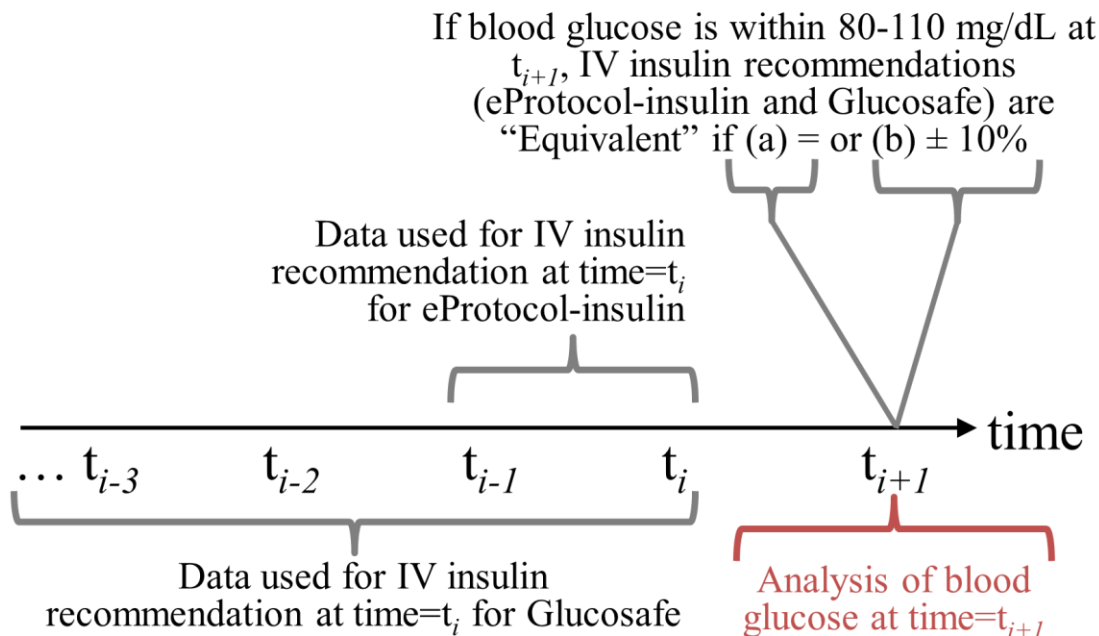 If blood glucose is within 80-110 mg/dL at
t_{i+1}, IV insulin recommendations
(eProtocol-insulin and Glucosafe) are
“Equivalent” if (a) = or (b) ± 10%
Data used for IV insulin
recommendation at time=t_i
for eProtocol-insulin
time
… t_{i-3} t_{i-2} t_{i-1} t_i t_{i+1}
Data used for IV insulin
recommendation at time=t_i for Glucosafe
Analysis of blood
glucose at time=t_{i+1}